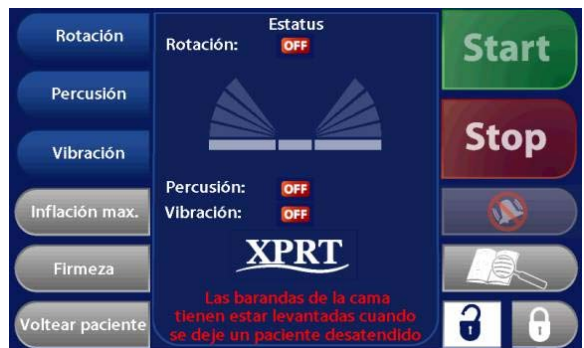 Rotación
Percusión
Vibración
Inflación max.
Firmeza
Voltear paciente
Estatus
Rotación: OFF
Percusión: OFF
Vibración: OFF
XPRT
Las barandas de la cama
tienen estar levantadas cuando
se deje un paciente desatendido
Start
Stop